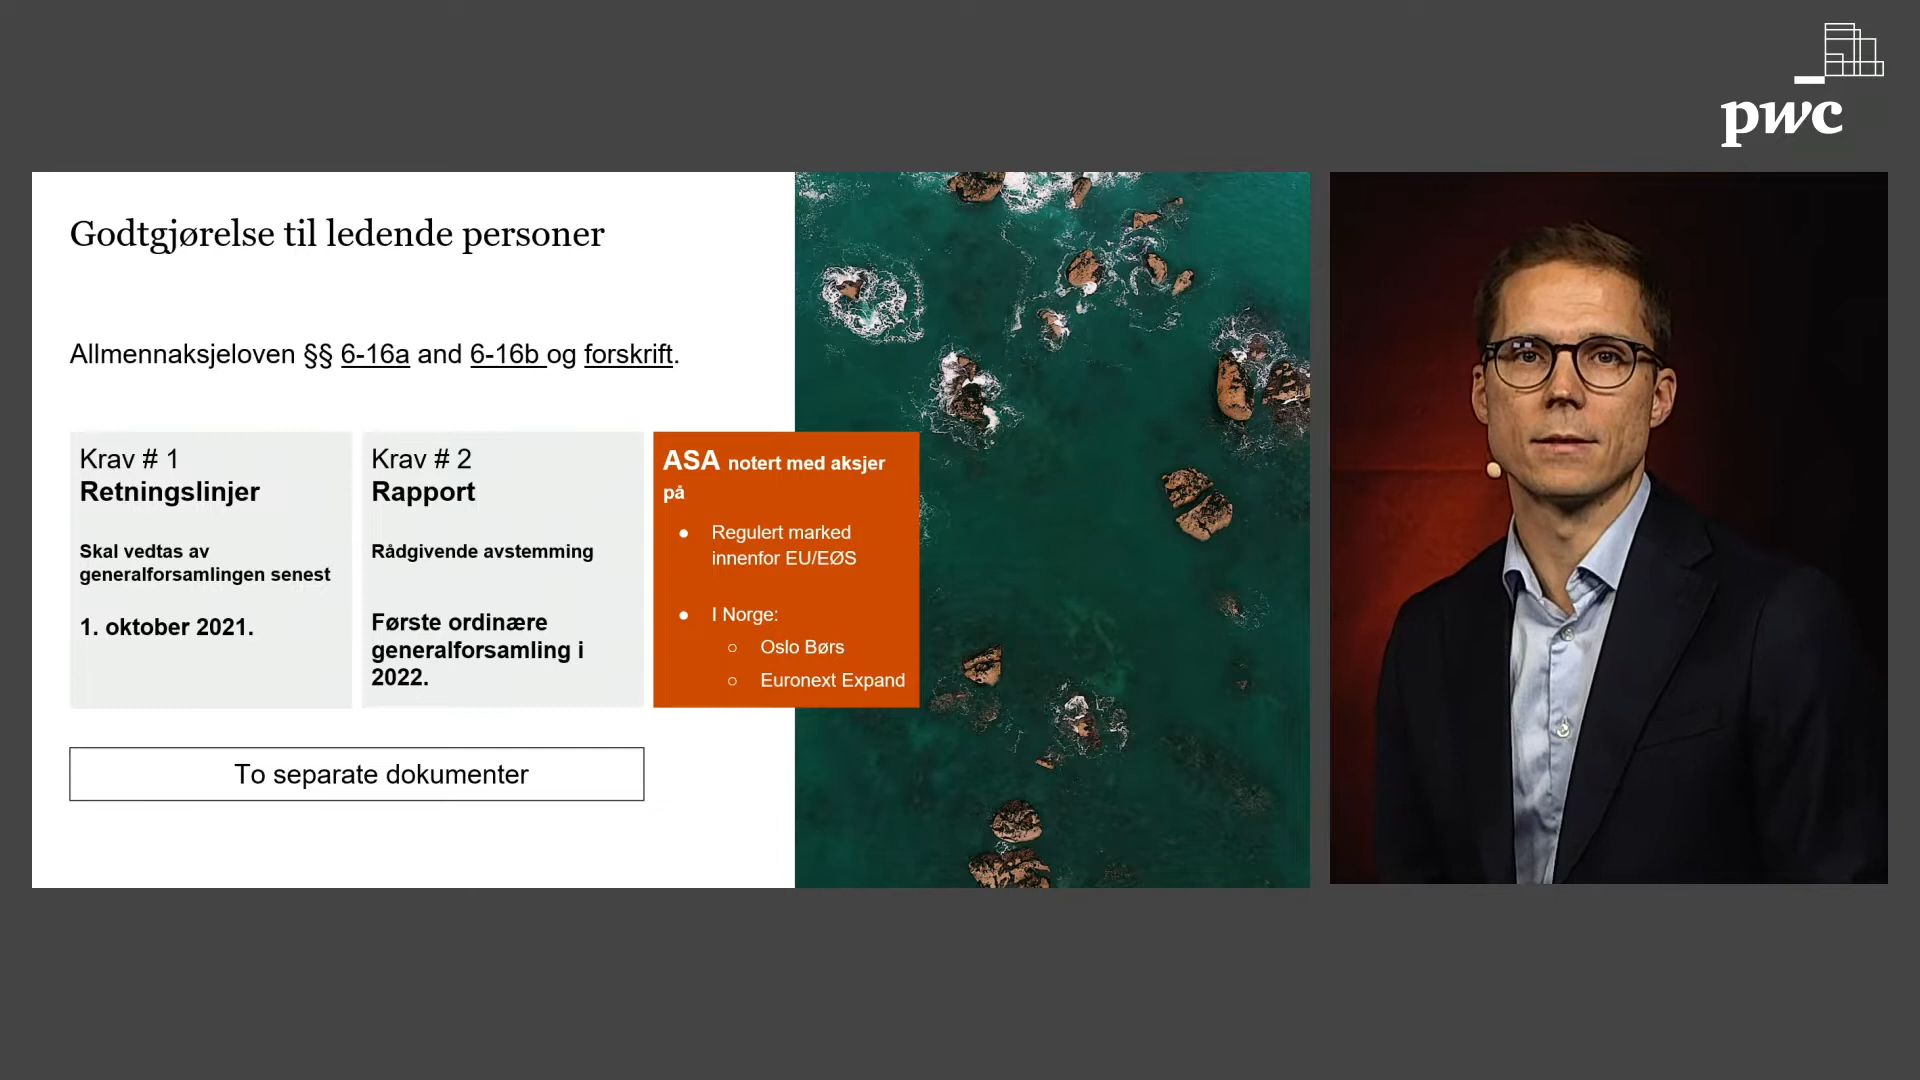 pwc
Godtgjørelse til ledende personer
Allmennaksjeloven §§ 6-16a and 6-16b og forskrift.
Krav # 1
Retningslinjer
Skal vedtas av
generalforsamlingen senest
1. oktober 2021.
Krav # 2
Rapport
Rådgivende avstemming
Første ordinære
generalforsamling i
2022.
ASA notert med aksjer
på
● Regulert marked
innenfor EU/EØS
● I Norge:
○ Oslo Børs
○ Euronext Expand
To separate dokumenter